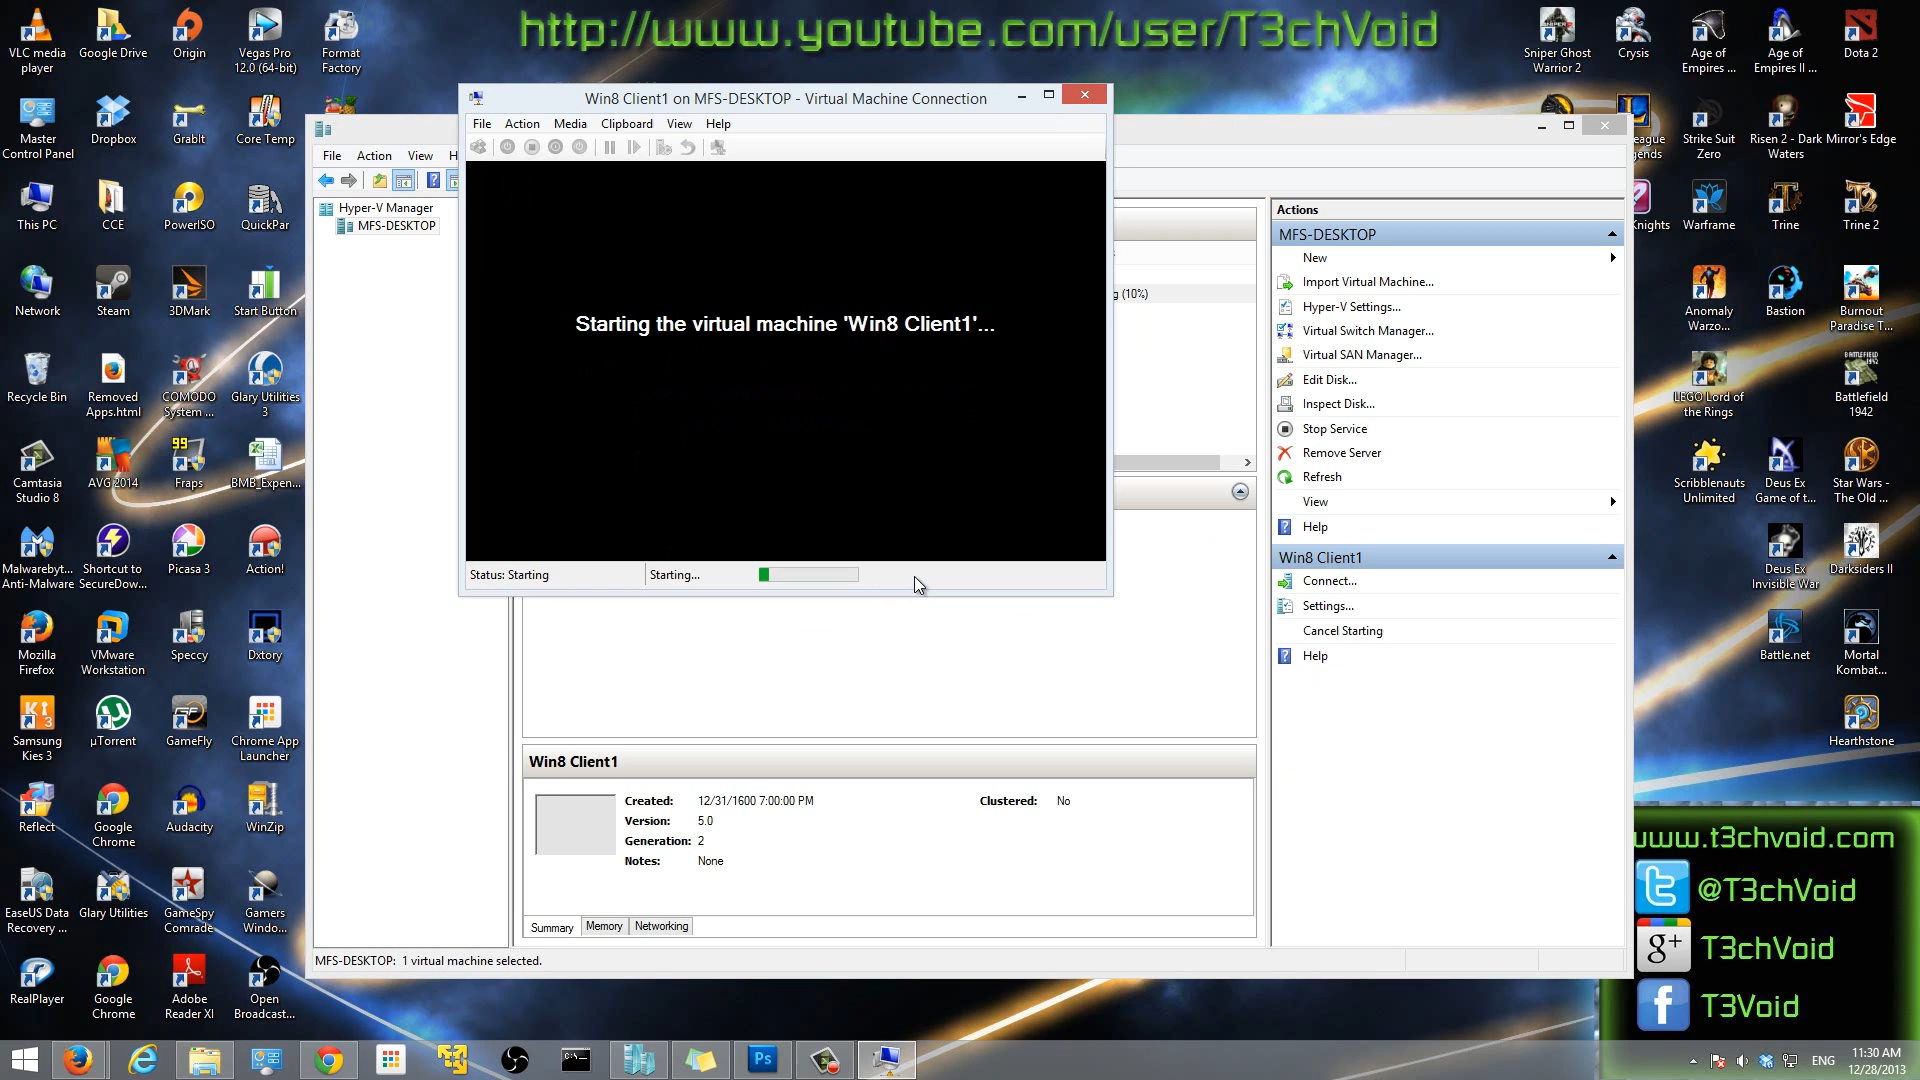 http://www.youtube.com/user/T3chVoid
VLC media
player
Google Drive
Origin
Vegas Pro
12.0 (64-bit)
Format
Factory
Sniper Ghost
Warrior 2
Crysis
Age of
Empires ...
Age of
Empires II ...
Dota 2
Master
Control Panel
Dropbox
GrabIt
Core Temp
Strike Suit
Zero
Risen 2 - Dark
Waters
Mirror's Edge
This PC
CCE
PowerISO
QuickPar
Warframe
Trine
Trine 2
Network
Steam
3DMark
Start Button
Anomaly
Warzo...
Bastion
Burnout
Paradise T...
Recycle Bin
Removed
Apps.html
COMODO
System ...
Glary Utilities
3
LEGO Lord of
the Rings
Battlefield
1942
Camtasia
Studio 8
AVG 2014
99
Fraps
BMB_Expen...
Scribblenauts
Unlimited
Deus Ex
Game of t...
Star Wars -
The Old ...
Malwarebyt...
Anti-Malware
Shortcut to
SecureDow...
Picasa 3
Action!
Deus Ex
Invisible War
Darksiders II
Mozilla
Firefox
VMware
Workstation
Speccy
Dxtory
Battle.net
Mortal
Kombat...
Samsung
Kies 3
µTorrent
GameFly
Chrome App
Launcher
Hearthstone
Reflect
Google
Chrome
Audacity
WinZip
EaseUS Data
Recovery ...
Glary Utilities
GameSpy
Comrade
Gamers
Windo...
RealPlayer
Google
Chrome
Adobe
Reader XI
Open
Broadcast...
Win8 Client1 on MFS-DESKTOP - Virtual Machine Connection
File Action Media Clipboard View Help
Starting the virtual machine 'Win8 Client1'...
Status: Starting
Starting...
File Action View H
Hyper-V Manager
MFS-DESKTOP
g (10%)
Actions
MFS-DESKTOP
New
Import Virtual Machine...
Hyper-V Settings...
Virtual Switch Manager...
Virtual SAN Manager...
Edit Disk...
Inspect Disk...
Stop Service
Remove Server
Refresh
View
Help
Win8 Client1
Connect...
Settings...
Cancel Starting
Help
Win8 Client1
Created: 12/31/1600 7:00:00 PM
Clustered: No
Version: 5.0
Generation: 2
Notes: None
Summary Memory Networking
MFS-DESKTOP: 1 virtual machine selected.
www.t3chvoid.com
@T3chVoid
T3chVoid
T3Void
Ps
ENG
11:30 AM
12/28/2013